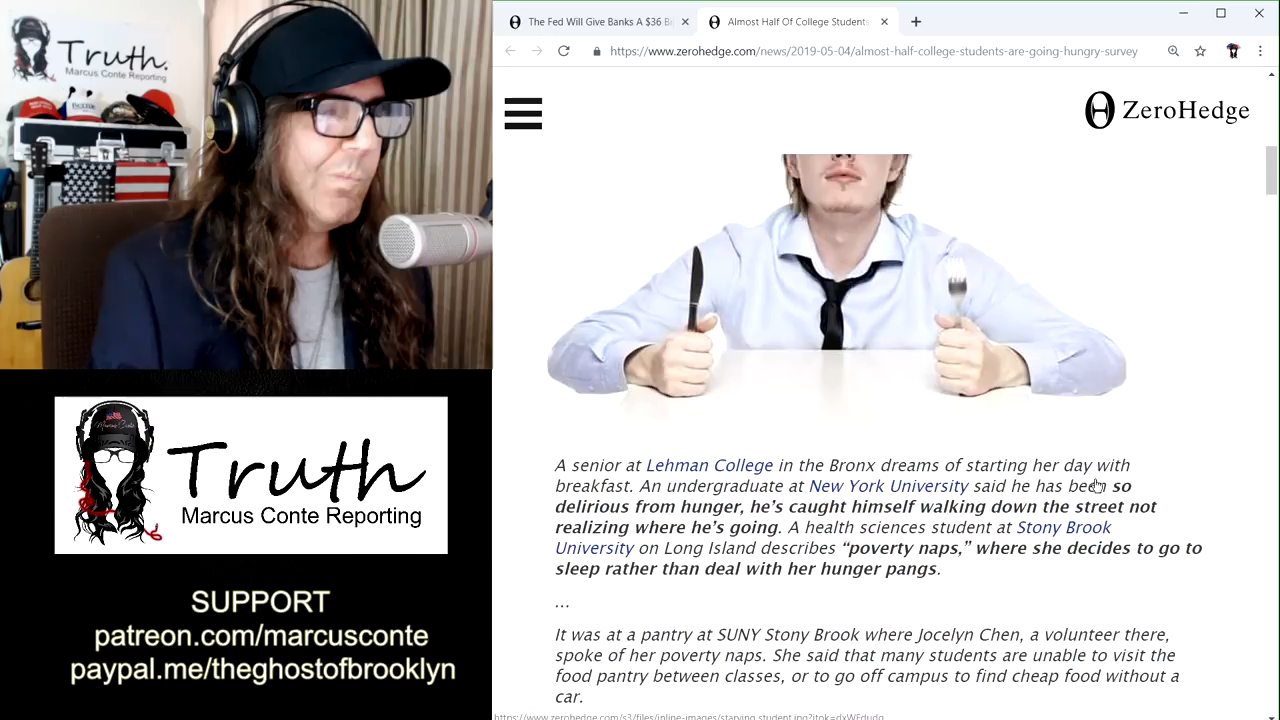 Truth.
Marcus Conte Reporting
Truth
Marcus Conte Reporting
SUPPORT
patreon.com/marcusconte
paypal.me/theghostofbrooklyn
The Fed Will Give Banks A $36 B
Almost Half Of College Students
https://www.zerohedge.com/news/2019-05-04/almost-half-college-students-are-going-hungry-survey
ZeroHedge
A senior at Lehman College in the Bronx dreams of starting her day with
breakfast. An undergraduate at New York University said he has been so
delirious from hunger, he's caught himself walking down the street not
realizing where he's going. A health sciences student at Stony Brook
University on Long Island describes “poverty naps,” where she decides to go to
sleep rather than deal with her hunger pangs.
...
It was at a pantry at SUNY Stony Brook where Jocelyn Chen, a volunteer there,
spoke of her poverty naps. She said that many students are unable to visit the
food pantry between classes, or to go off campus to find cheap food without a
car.